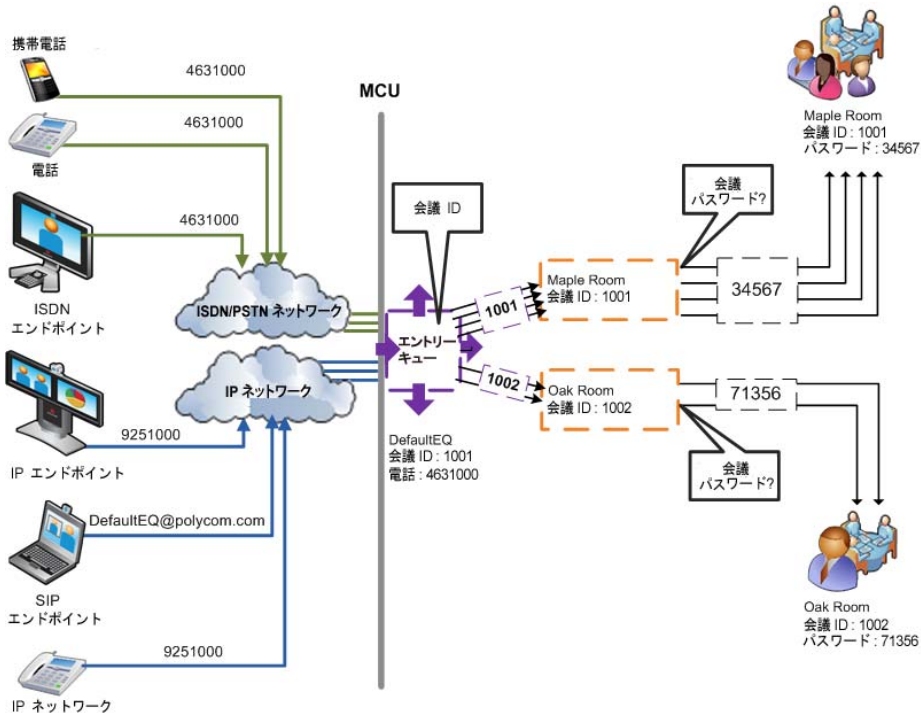 携帯電話
4631000
MCU
4631000
電話
4631000
ISDN
エンドポイント
ISDN/PSTN ネットワーク
IP ネットワーク
9251000
IP エンドポイント
DefaultEQ@polycom.com
SIP
エンドポイント
9251000
IP ネットワーク
会議 ID
エントリー
キュー
DefaultEQ
会議 ID : 1001
電話 : 4631000
1001
1002
Maple Room
会議 ID : 1001
Oak Room
会議 ID : 1002
会議
パスワード?
34567
71356
会議
パスワード?
Maple Room
会議 ID : 1001
パスワード : 34567
Oak Room
会議 ID : 1002
パスワード : 71356